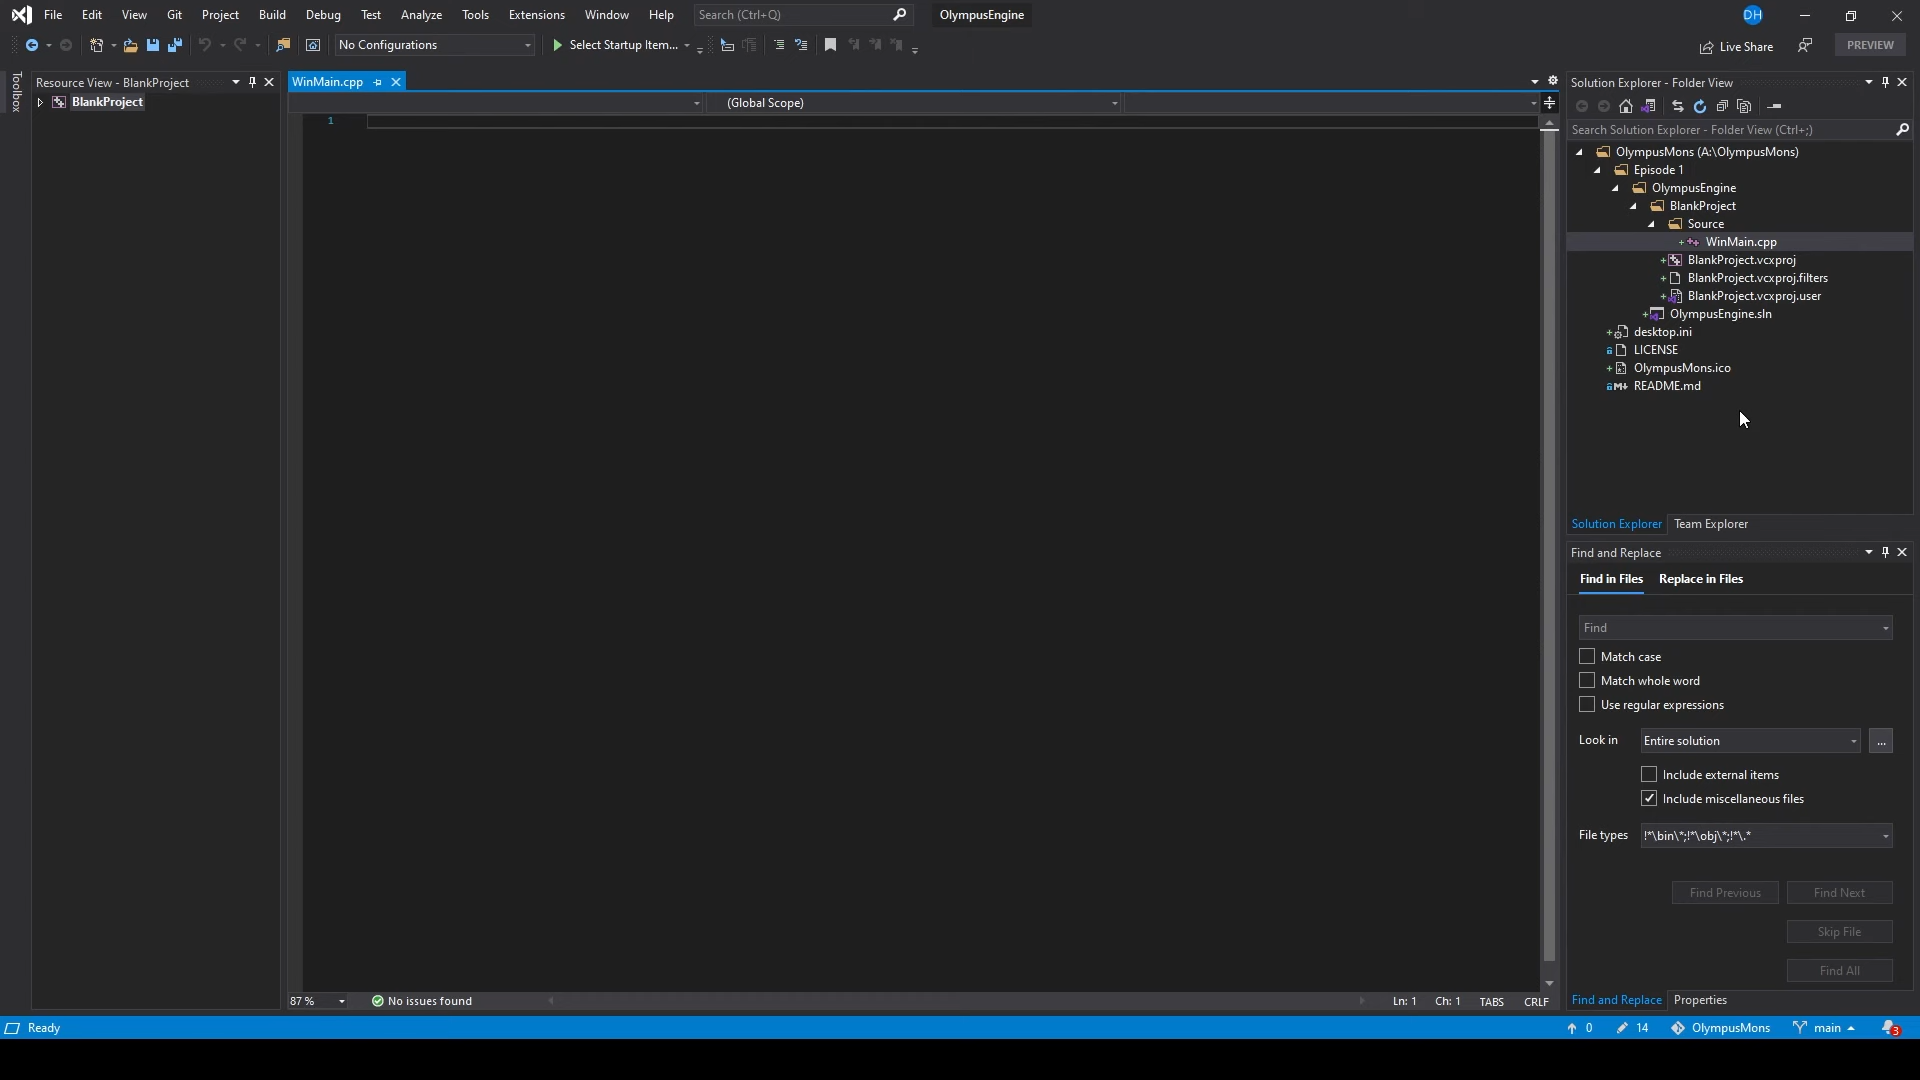 File Edit View Git Project Build Debug Test Analyze Tools Extensions Window Help Search (Ctrl+Q) OlympusEngine DH
No Configurations Select Startup Item... Live Share PREVIEW
Toolbox
Resource View - BlankProject
BlankProject
WinMain.cpp
(Global Scope)
1
87 % No issues found Ln: 1 Ch: 1 TABS CRLF
Solution Explorer - Folder View
Search Solution Explorer - Folder View (Ctrl+;)
OlympusMons (A:\OlympusMons)
Episode 1
OlympusEngine
BlankProject
Source
WinMain.cpp
BlankProject.vcxproj
BlankProject.vcxproj.filters
BlankProject.vcxproj.user
OlympusEngine.sln
desktop.ini
LICENSE
OlympusMons.ico
README.md
Solution Explorer Team Explorer
Find and Replace
Find in Files Replace in Files
Find
Match case
Match whole word
Use regular expressions
Look in Entire solution ...
Include external items
Include miscellaneous files
File types !*\bin\*;!*\obj\*;!*\.*
Find Previous Find Next
Skip File
Find All
Find and Replace Properties
Ready 0 14 OlympusMons main 3